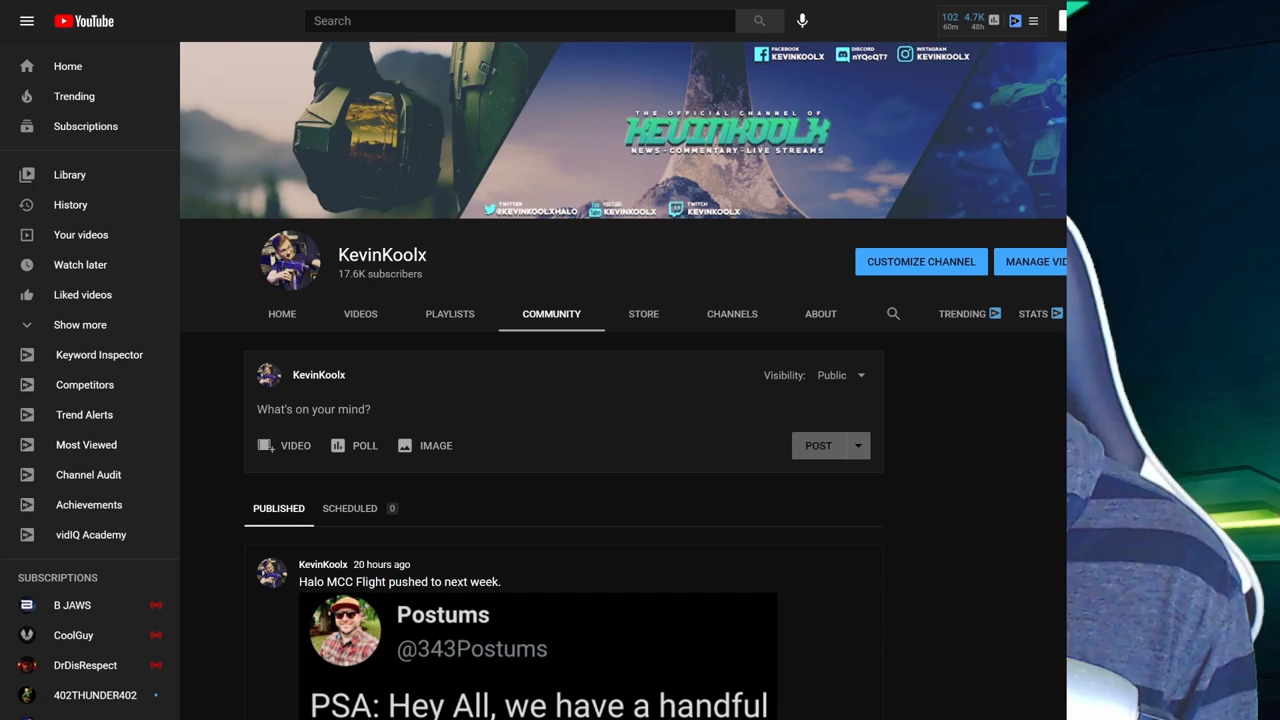 YouTube
Search
102 4.7K
60m 48h
Home
Trending
Subscriptions
Library
History
Your videos
Watch later
Liked videos
Show more
Keyword Inspector
Competitors
Trend Alerts
Most Viewed
Channel Audit
Achievements
vidIQ Academy
SUBSCRIPTIONS
B JAWS
CoolGuy
DrDisRespect
402THUNDER402
FACEBOOK
KEVINKOOLX
DISCORD
nYQcQT7
INSTAGRAM
KEVINKOOLX
THE OFFICIAL CHANNEL OF
KEVINKOOLX
NEWS-COMMENTARY-LIVE STREAMS
TWITTER
@KEVINKOOLXHALO
YOUTUBE
KEVINKOOLX
TWITCH
KEVINKOOLX
KevinKoolx
17.6K subscribers
CUSTOMIZE CHANNEL
MANAGE VID
HOME VIDEOS PLAYLISTS COMMUNITY STORE CHANNELS ABOUT TRENDING STATS
KevinKoolx
Visibility: Public
What's on your mind?
VIDEO POLL IMAGE
POST
PUBLISHED SCHEDULED 0
KevinKoolx 20 hours ago
Halo MCC Flight pushed to next week.
Postums
@343Postums
PSA: Hey All, we have a handful